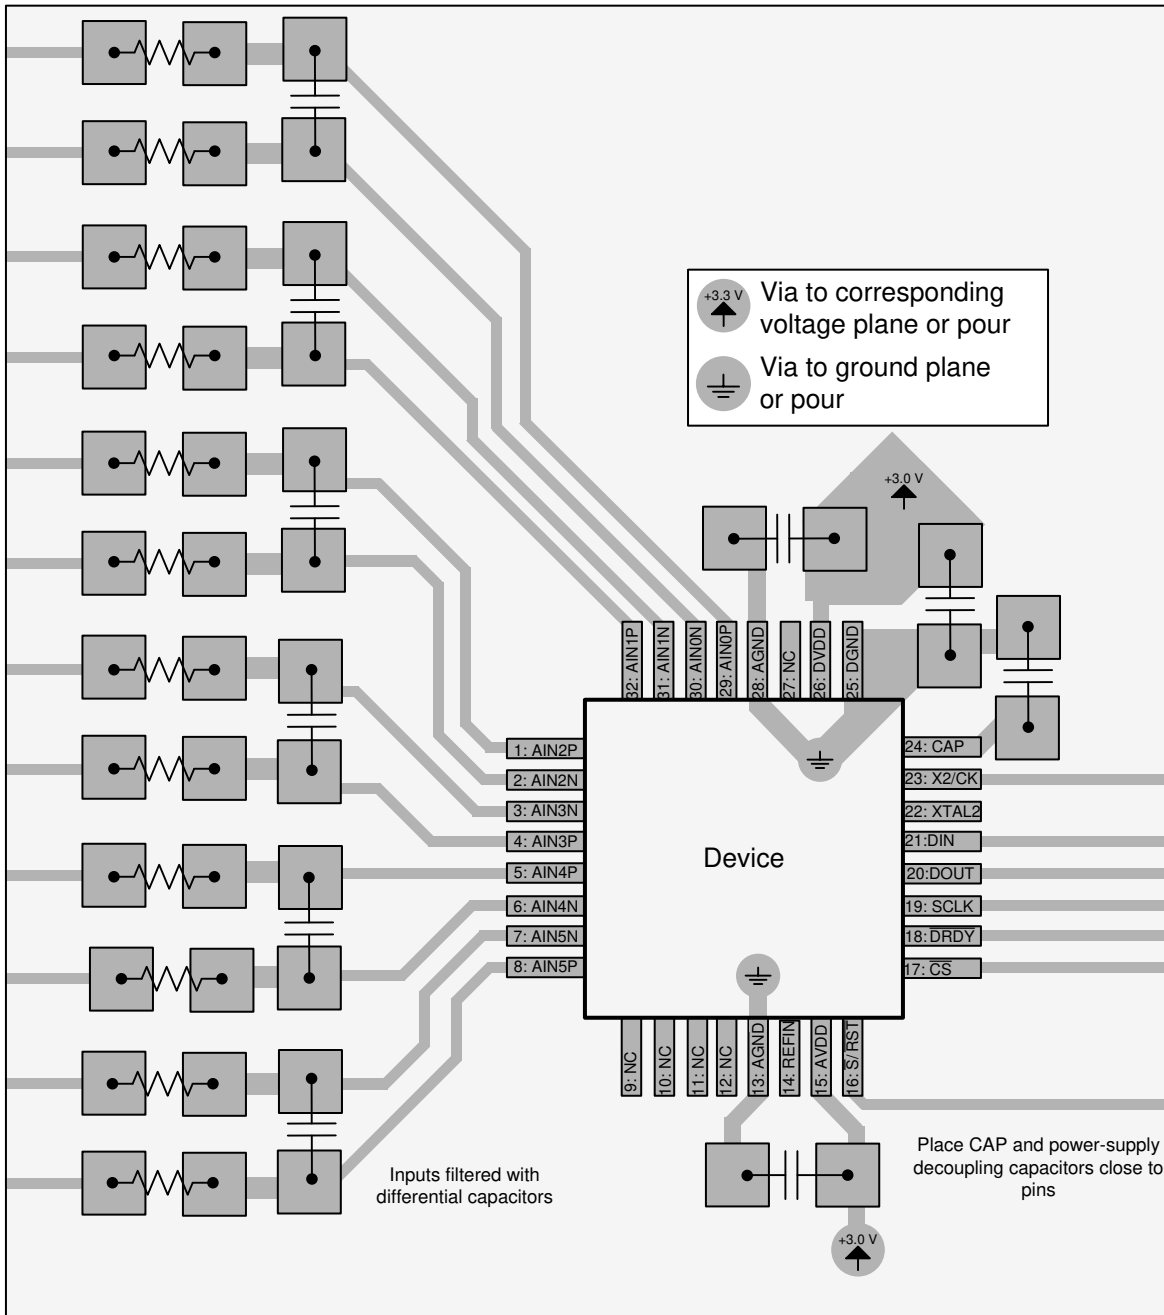 +3.3 V
Via to corresponding
voltage plane or pour
Via to ground plane
or pour
+3.0 V
32: AIN1P
31: AIN1N
30: AIN0N
29: AIN0P
28: AGND
27: NC
26: DVDD
25: DGND
1: AIN2P
2: AIN2N
3: AIN3N
4: AIN3P
5: AIN4P
6: AIN4N
7: AIN5N
8: AIN5P
Device
24: CAP
23: X2/CK
22: XTAL2
21:DIN
20:DOUT
19: SCLK
18: DRDY
17: CS
9: NC
10: NC
11: NC
12: NC
13: AGND
14: REFIN
15: AVDD
16: S/RST
Inputs filtered with
differential capacitors
Place CAP and power-supply
decoupling capacitors close to
pins
+3.0 V